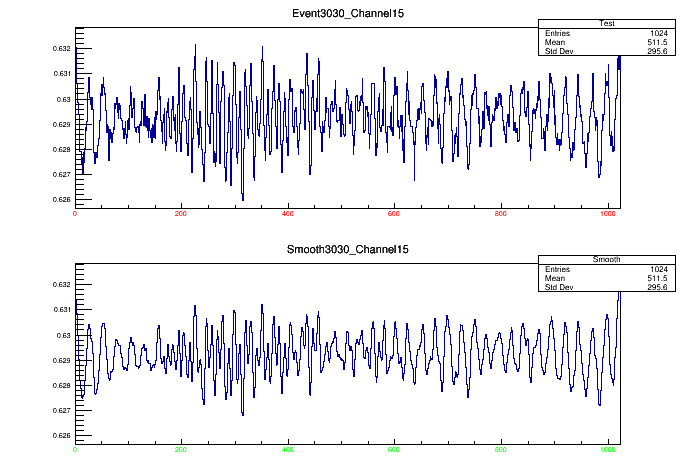 Event3030_Channel15
Test
Entries 1024
Mean 511.5
Std Dev 295.6
0.632
0.631
0.63
0.629
0.628
0.627
0.626
0 200 400 600 800 1000
Smooth3030_Channel15
Smooth
Entries 1024
Mean 511.5
Std Dev 295.6
0.632
0.631
0.63
0.629
0.628
0.627
0.626
0 200 400 600 800 1000